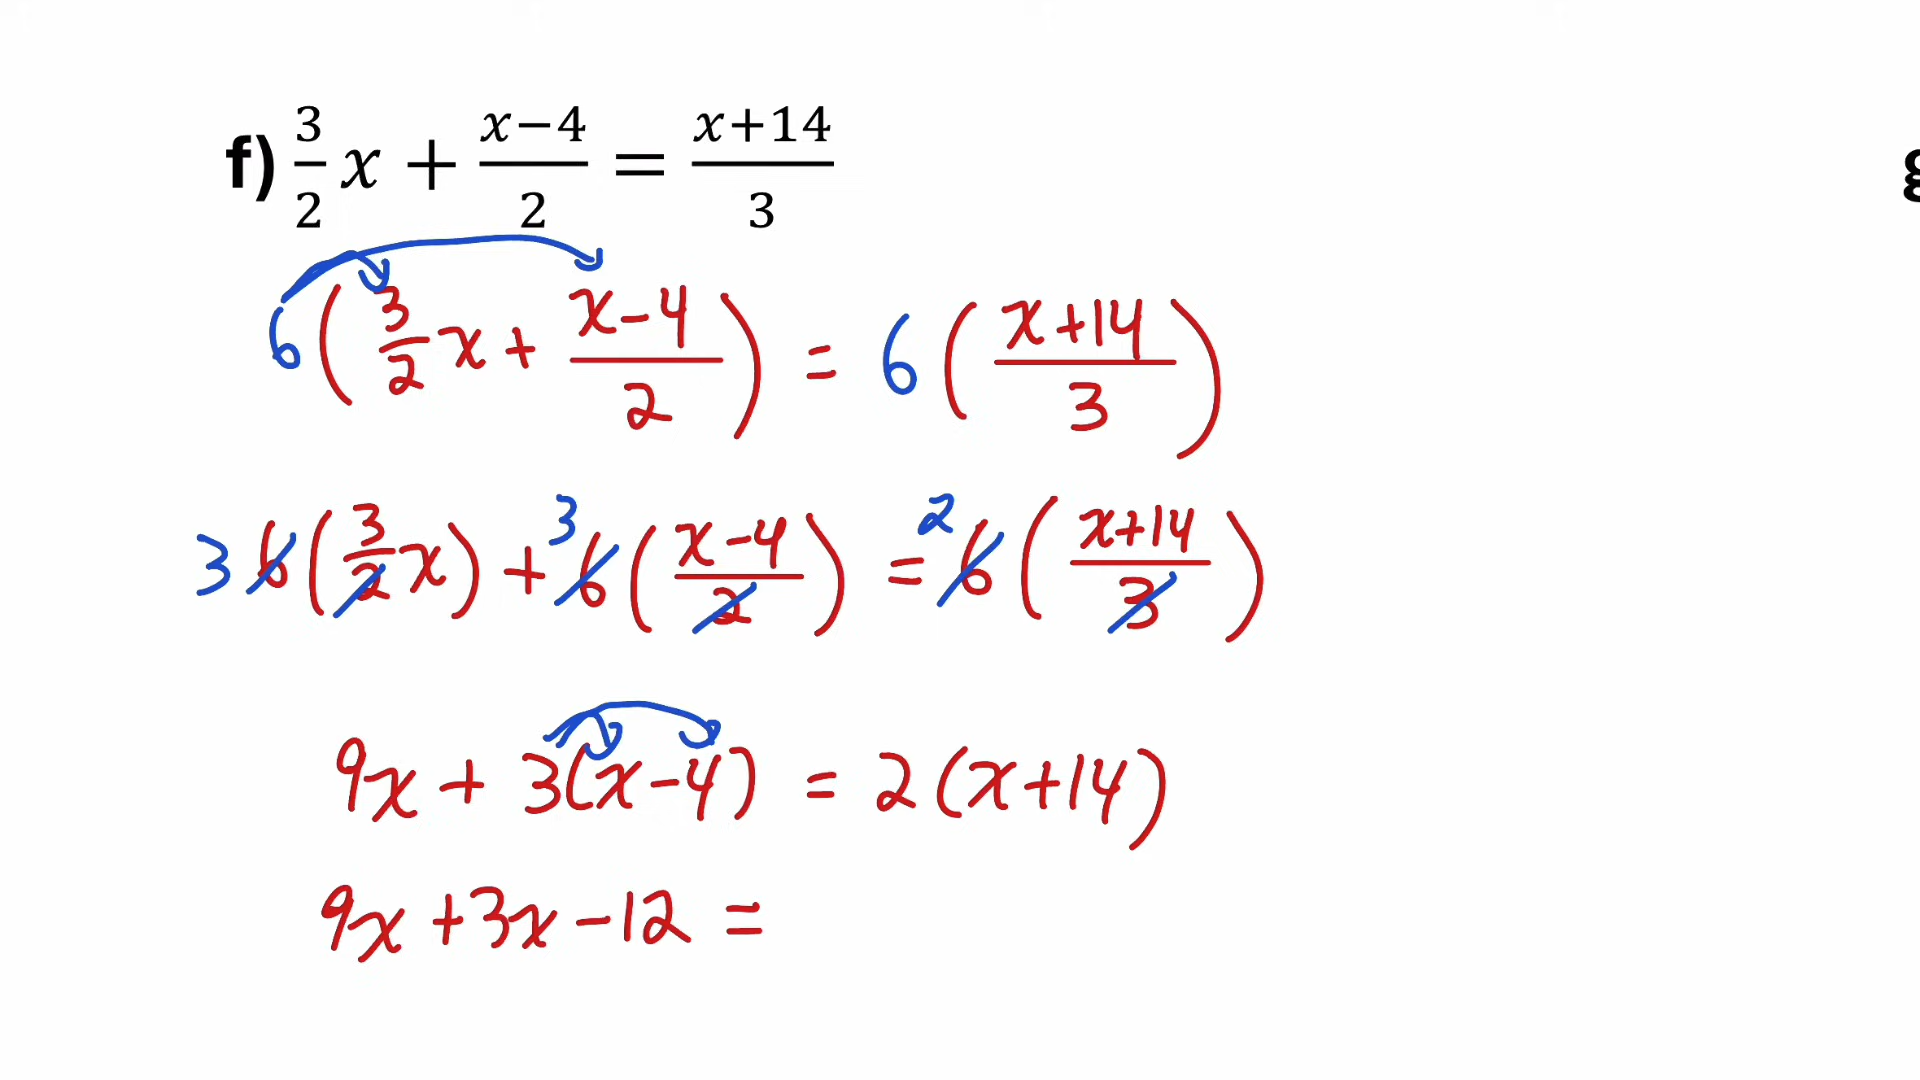 f) 3/2 x + (x−4)/2 = (x+14)/3
6(3/2 x + (x−4)/2) = 6((x+14)/3)
3 6(3/2 x) + 3 6((x−4)/2) = 2 6((x+14)/3)
9x + 3(x−4) = 2(x+14)
9x + 3x − 12 =